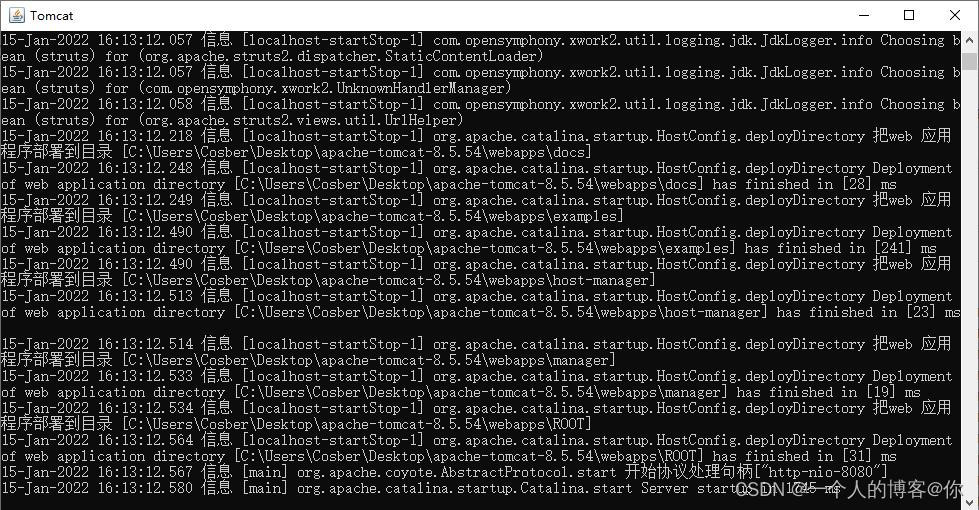 Tomcat
15-Jan-2022 16:13:12.057 信息 [localhost-startStop-1] com.opensymphony.xwork2.util.logging.jdk.JdkLogger.info Choosing b
ean (struts) for (org.apache.struts2.dispatcher.StaticContentLoader)
15-Jan-2022 16:13:12.057 信息 [localhost-startStop-1] com.opensymphony.xwork2.util.logging.jdk.JdkLogger.info Choosing b
ean (struts) for (com.opensymphony.xwork2.UnknownHandlerManager)
15-Jan-2022 16:13:12.058 信息 [localhost-startStop-1] com.opensymphony.xwork2.util.logging.jdk.JdkLogger.info Choosing b
ean (struts) for (org.apache.struts2.views.util.UrlHelper)
15-Jan-2022 16:13:12.218 信息 [localhost-startStop-1] org.apache.catalina.startup.HostConfig.deployDirectory 把web 应用
程序部署到目录 [C:\Users\Cosber\Desktop\apache-tomcat-8.5.54\webapps\docs]
15-Jan-2022 16:13:12.248 信息 [localhost-startStop-1] org.apache.catalina.startup.HostConfig.deployDirectory Deployment
of web application directory [C:\Users\Cosber\Desktop\apache-tomcat-8.5.54\webapps\docs] has finished in [28] ms
15-Jan-2022 16:13:12.249 信息 [localhost-startStop-1] org.apache.catalina.startup.HostConfig.deployDirectory 把web 应用
程序部署到目录 [C:\Users\Cosber\Desktop\apache-tomcat-8.5.54\webapps\examples]
15-Jan-2022 16:13:12.490 信息 [localhost-startStop-1] org.apache.catalina.startup.HostConfig.deployDirectory Deployment
of web application directory [C:\Users\Cosber\Desktop\apache-tomcat-8.5.54\webapps\examples] has finished in [241] ms
15-Jan-2022 16:13:12.490 信息 [localhost-startStop-1] org.apache.catalina.startup.HostConfig.deployDirectory 把web 应用
程序部署到目录 [C:\Users\Cosber\Desktop\apache-tomcat-8.5.54\webapps\host-manager]
15-Jan-2022 16:13:12.513 信息 [localhost-startStop-1] org.apache.catalina.startup.HostConfig.deployDirectory Deployment
of web application directory [C:\Users\Cosber\Desktop\apache-tomcat-8.5.54\webapps\host-manager] has finished in [23] ms
15-Jan-2022 16:13:12.514 信息 [localhost-startStop-1] org.apache.catalina.startup.HostConfig.deployDirectory 把web 应用
程序部署到目录 [C:\Users\Cosber\Desktop\apache-tomcat-8.5.54\webapps\manager]
15-Jan-2022 16:13:12.533 信息 [localhost-startStop-1] org.apache.catalina.startup.HostConfig.deployDirectory Deployment
of web application directory [C:\Users\Cosber\Desktop\apache-tomcat-8.5.54\webapps\manager] has finished in [19] ms
15-Jan-2022 16:13:12.534 信息 [localhost-startStop-1] org.apache.catalina.startup.HostConfig.deployDirectory 把web 应用
程序部署到目录 [C:\Users\Cosber\Desktop\apache-tomcat-8.5.54\webapps\ROOT]
15-Jan-2022 16:13:12.564 信息 [localhost-startStop-1] org.apache.catalina.startup.HostConfig.deployDirectory Deployment
of web application directory [C:\Users\Cosber\Desktop\apache-tomcat-8.5.54\webapps\ROOT] has finished in [31] ms
15-Jan-2022 16:13:12.567 信息 [main] org.apache.coyote.AbstractProtocol.start 开始协议处理句柄["http-nio-8080"]
15-Jan-2022 16:13:12.580 信息 [main] org.apache.catalina.startup.Catalina.start Server startup in ms
CSDN @一个人的博客@你